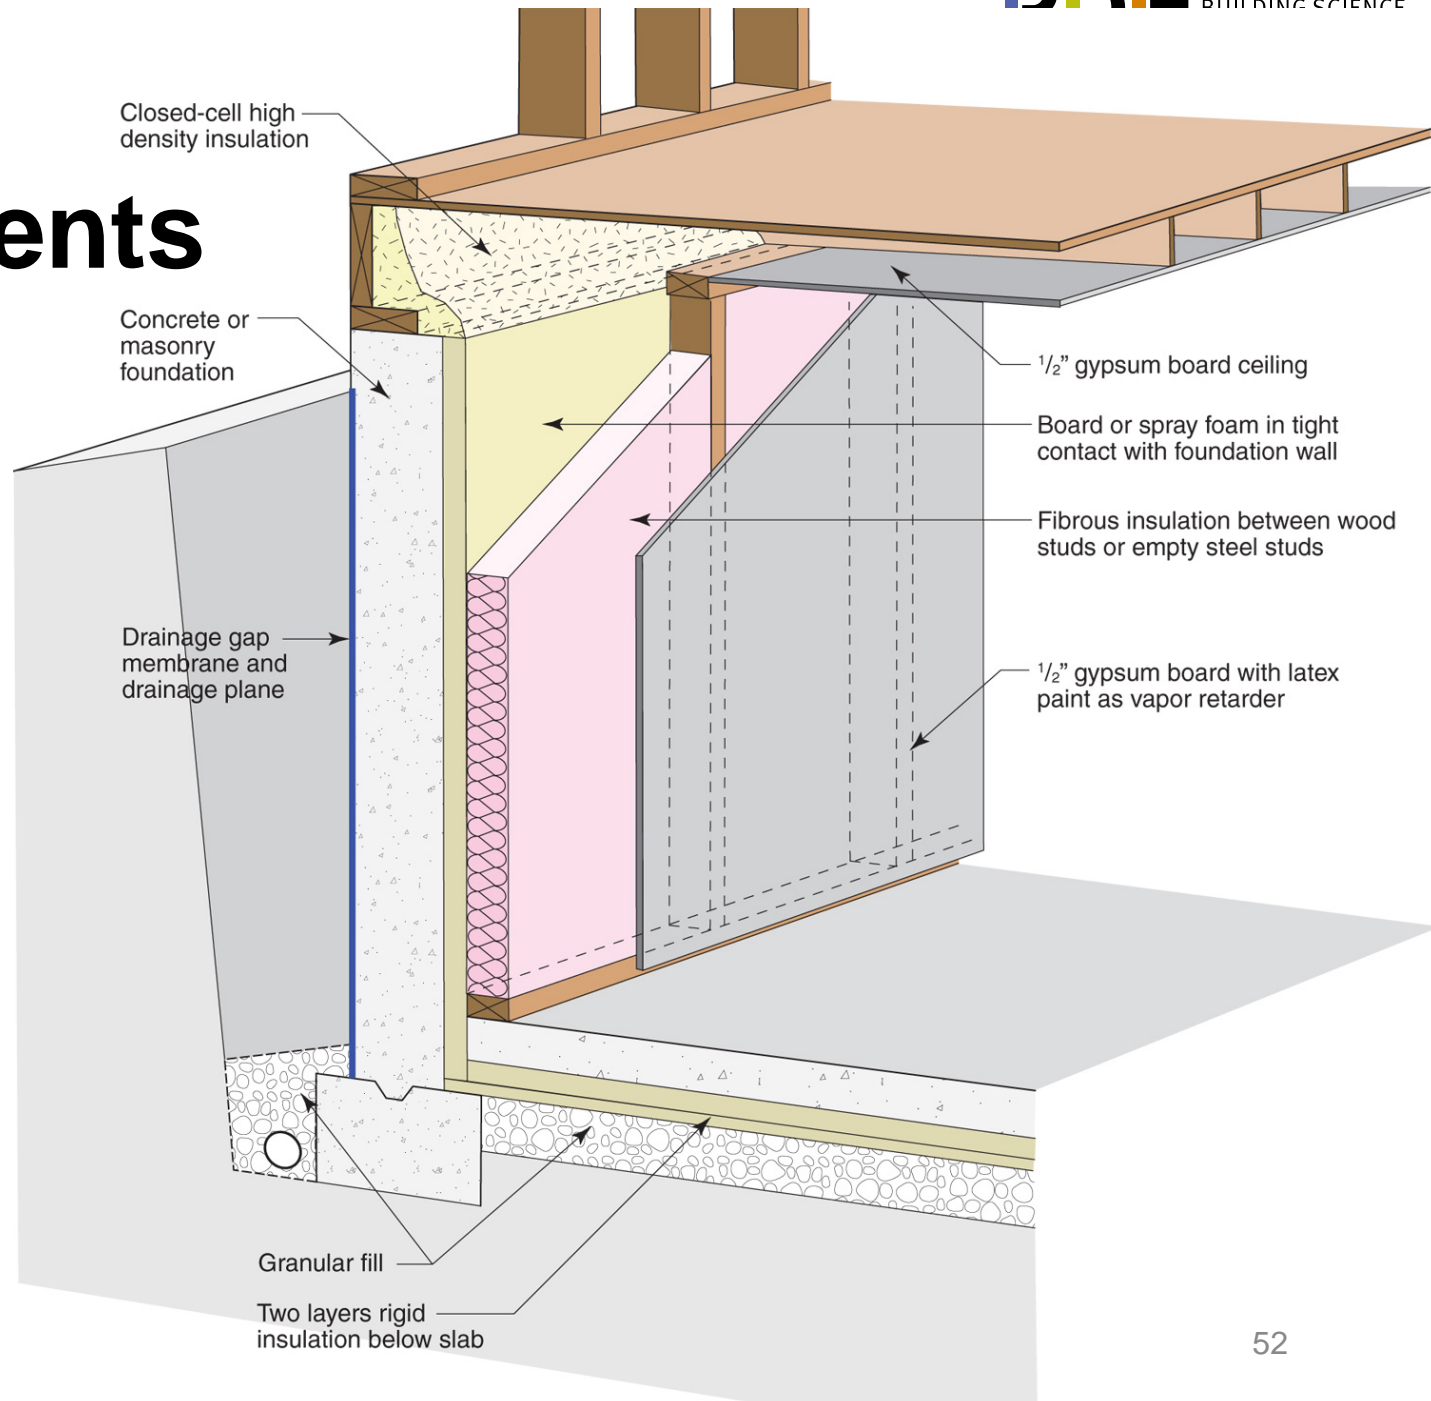 BUILDING SCIENCE
Closed-cell high
density insulation
ents
Concrete or
masonry
foundation
1/2” gypsum board ceiling
Board or spray foam in tight
contact with foundation wall
Fibrous insulation between wood
studs or empty steel studs
Drainage gap
membrane and
drainage plane
1/2” gypsum board with latex
paint as vapor retarder
Granular fill
Two layers rigid
insulation below slab
52